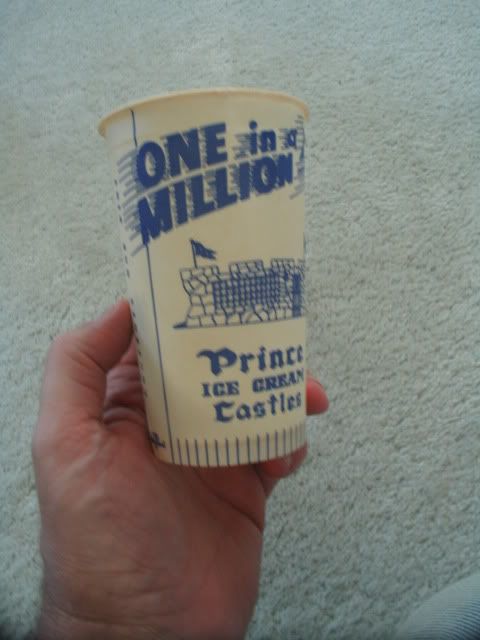 ONE in a
MILLION
Prince
ICE CREAM
Castles